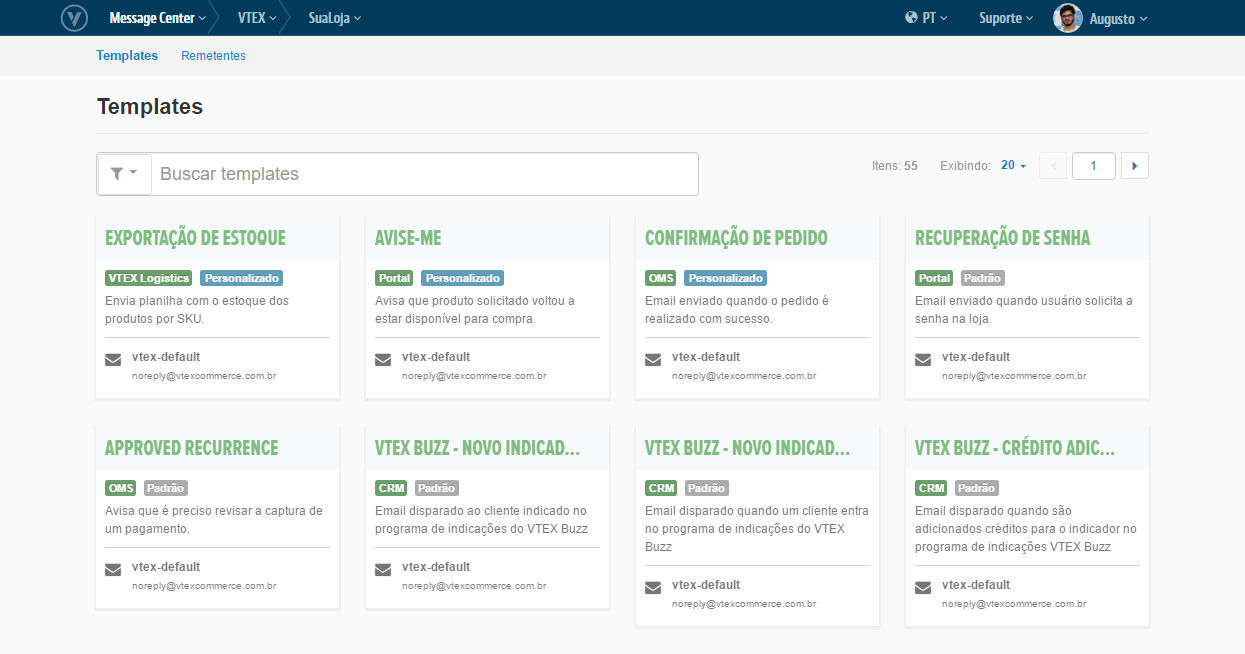 Message Center VTEX SuaLoja PT Suporte Augusto
Templates Remetentes
Templates
Buscar templates Itens: 55 Exibindo: 20 1
EXPORTAÇÃO DE ESTOQUE
VTEX Logistics Personalizado
Envia planilha com o estoque dos
produtos por SKU.
vtex-default
noreply@vtexcommerce.com.br
AVISE-ME
Portal Personalizado
Avisa que produto solicitado voltou a
estar disponível para compra.
vtex-default
noreply@vtexcommerce.com.br
CONFIRMAÇÃO DE PEDIDO
OMS Personalizado
Email enviado quando o pedido é
realizado com sucesso.
vtex-default
noreply@vtexcommerce.com.br
RECUPERAÇÃO DE SENHA
Portal Padrão
Email enviado quando usuário solicita a
senha na loja.
vtex-default
noreply@vtexcommerce.com.br
APPROVED RECURRENCE
OMS Padrão
Avisa que é preciso revisar a captura de
um pagamento.
vtex-default
noreply@vtexcommerce.com.br
VTEX BUZZ - NOVO INDICAD...
CRM Padrão
Email disparado ao cliente indicado no
programa de indicações do VTEX Buzz
vtex-default
noreply@vtexcommerce.com.br
VTEX BUZZ - NOVO INDICAD...
CRM Padrão
Email disparado quando um cliente entra
no programa de indicações do VTEX
Buzz
vtex-default
noreply@vtexcommerce.com.br
VTEX BUZZ - CRÉDITO ADIC...
CRM Padrão
Email disparado quando são
adicionados créditos para o indicador no
programa de indicações VTEX Buzz
vtex-default
noreply@vtexcommerce.com.br